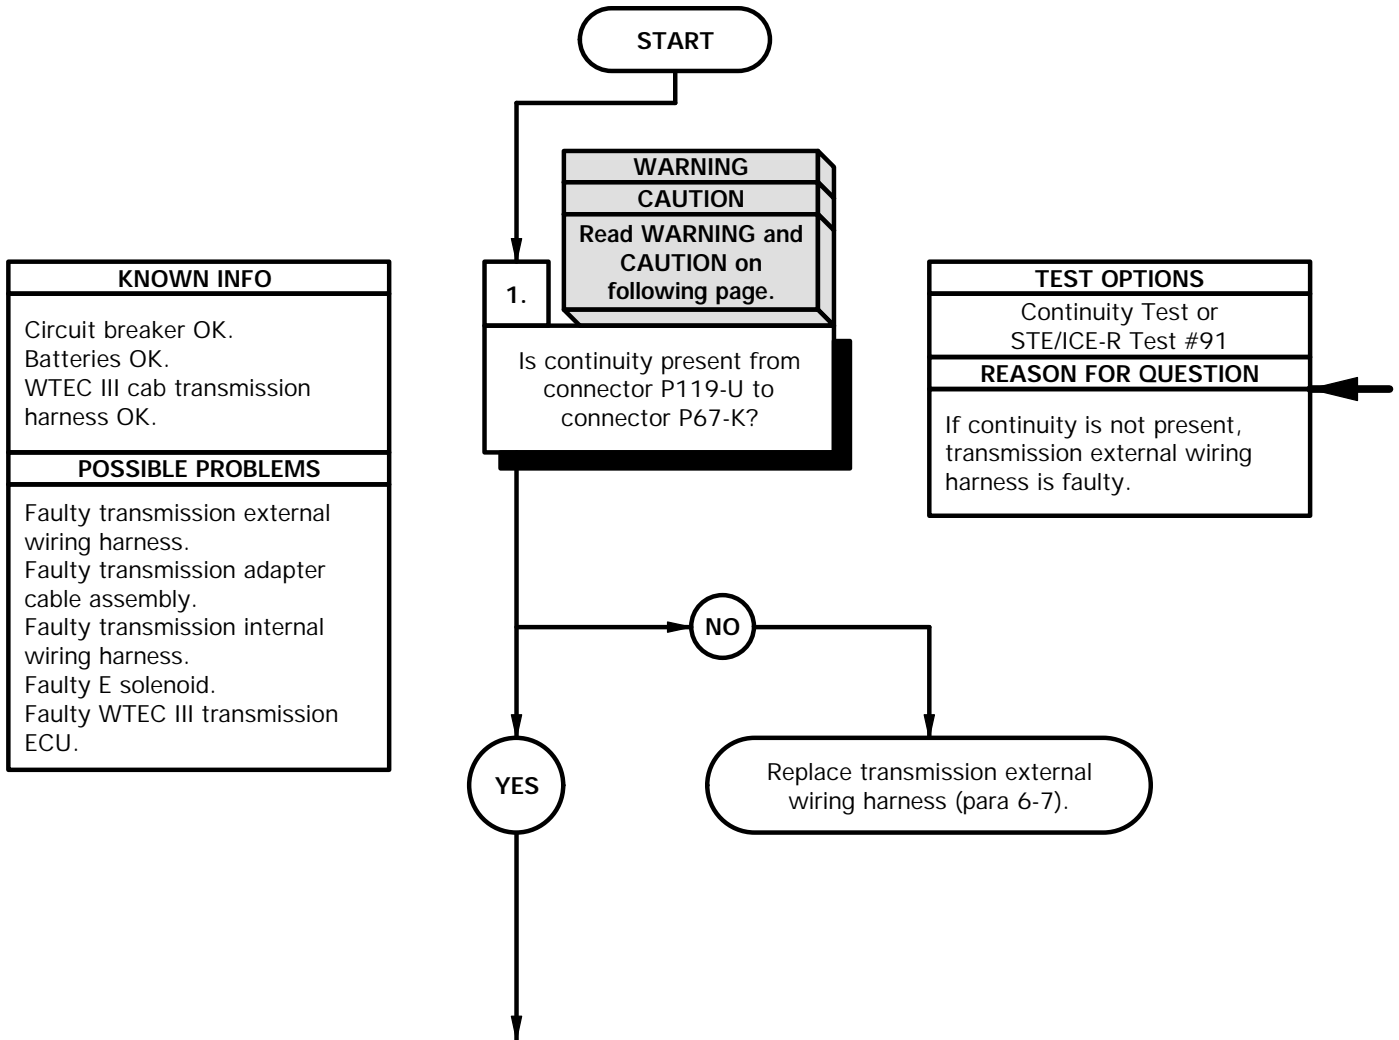 START
WARNING
CAUTION
Read WARNING and
CAUTION on
following page.
1.
Is continuity present from
connector P119-U to
connector P67-K?
KNOWN INFO
Circuit breaker OK.
Batteries OK.
WTEC III cab transmission
harness OK.
POSSIBLE PROBLEMS
Faulty transmission external
wiring harness.
Faulty transmission adapter
cable assembly.
Faulty transmission internal
wiring harness.
Faulty E solenoid.
Faulty WTEC III transmission
ECU.
TEST OPTIONS
Continuity Test or
STE/ICE-R Test #91
REASON FOR QUESTION
If continuity is not present,
transmission external wiring
harness is faulty.
NO
YES
Replace transmission external
wiring harness (para 6-7).